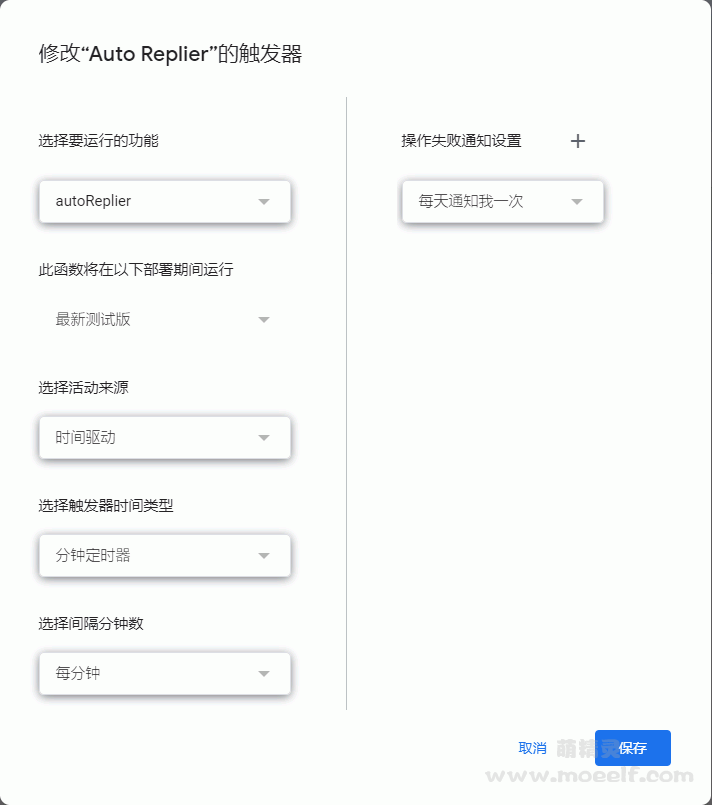 修改“Auto Replier”的触发器
选择要运行的功能
autoReplier
此函数将在以下部署期间运行
最新测试版
选择活动来源
时间驱动
选择触发器时间类型
分钟定时器
选择间隔分钟数
每分钟
操作失败通知设置
每天通知我一次
取消
保存
萌精灵
www.moeelf.com